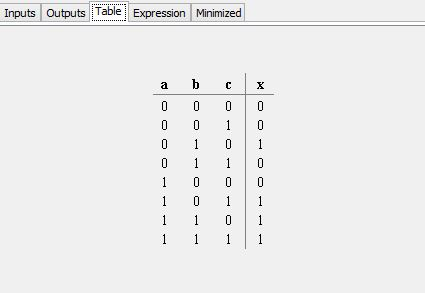 Inputs Outputs Table Expression Minimized
a b c x
0 0 0 0
0 0 1 0
0 1 0 1
0 1 1 0
1 0 0 0
1 0 1 1
1 1 0 1
1 1 1 1